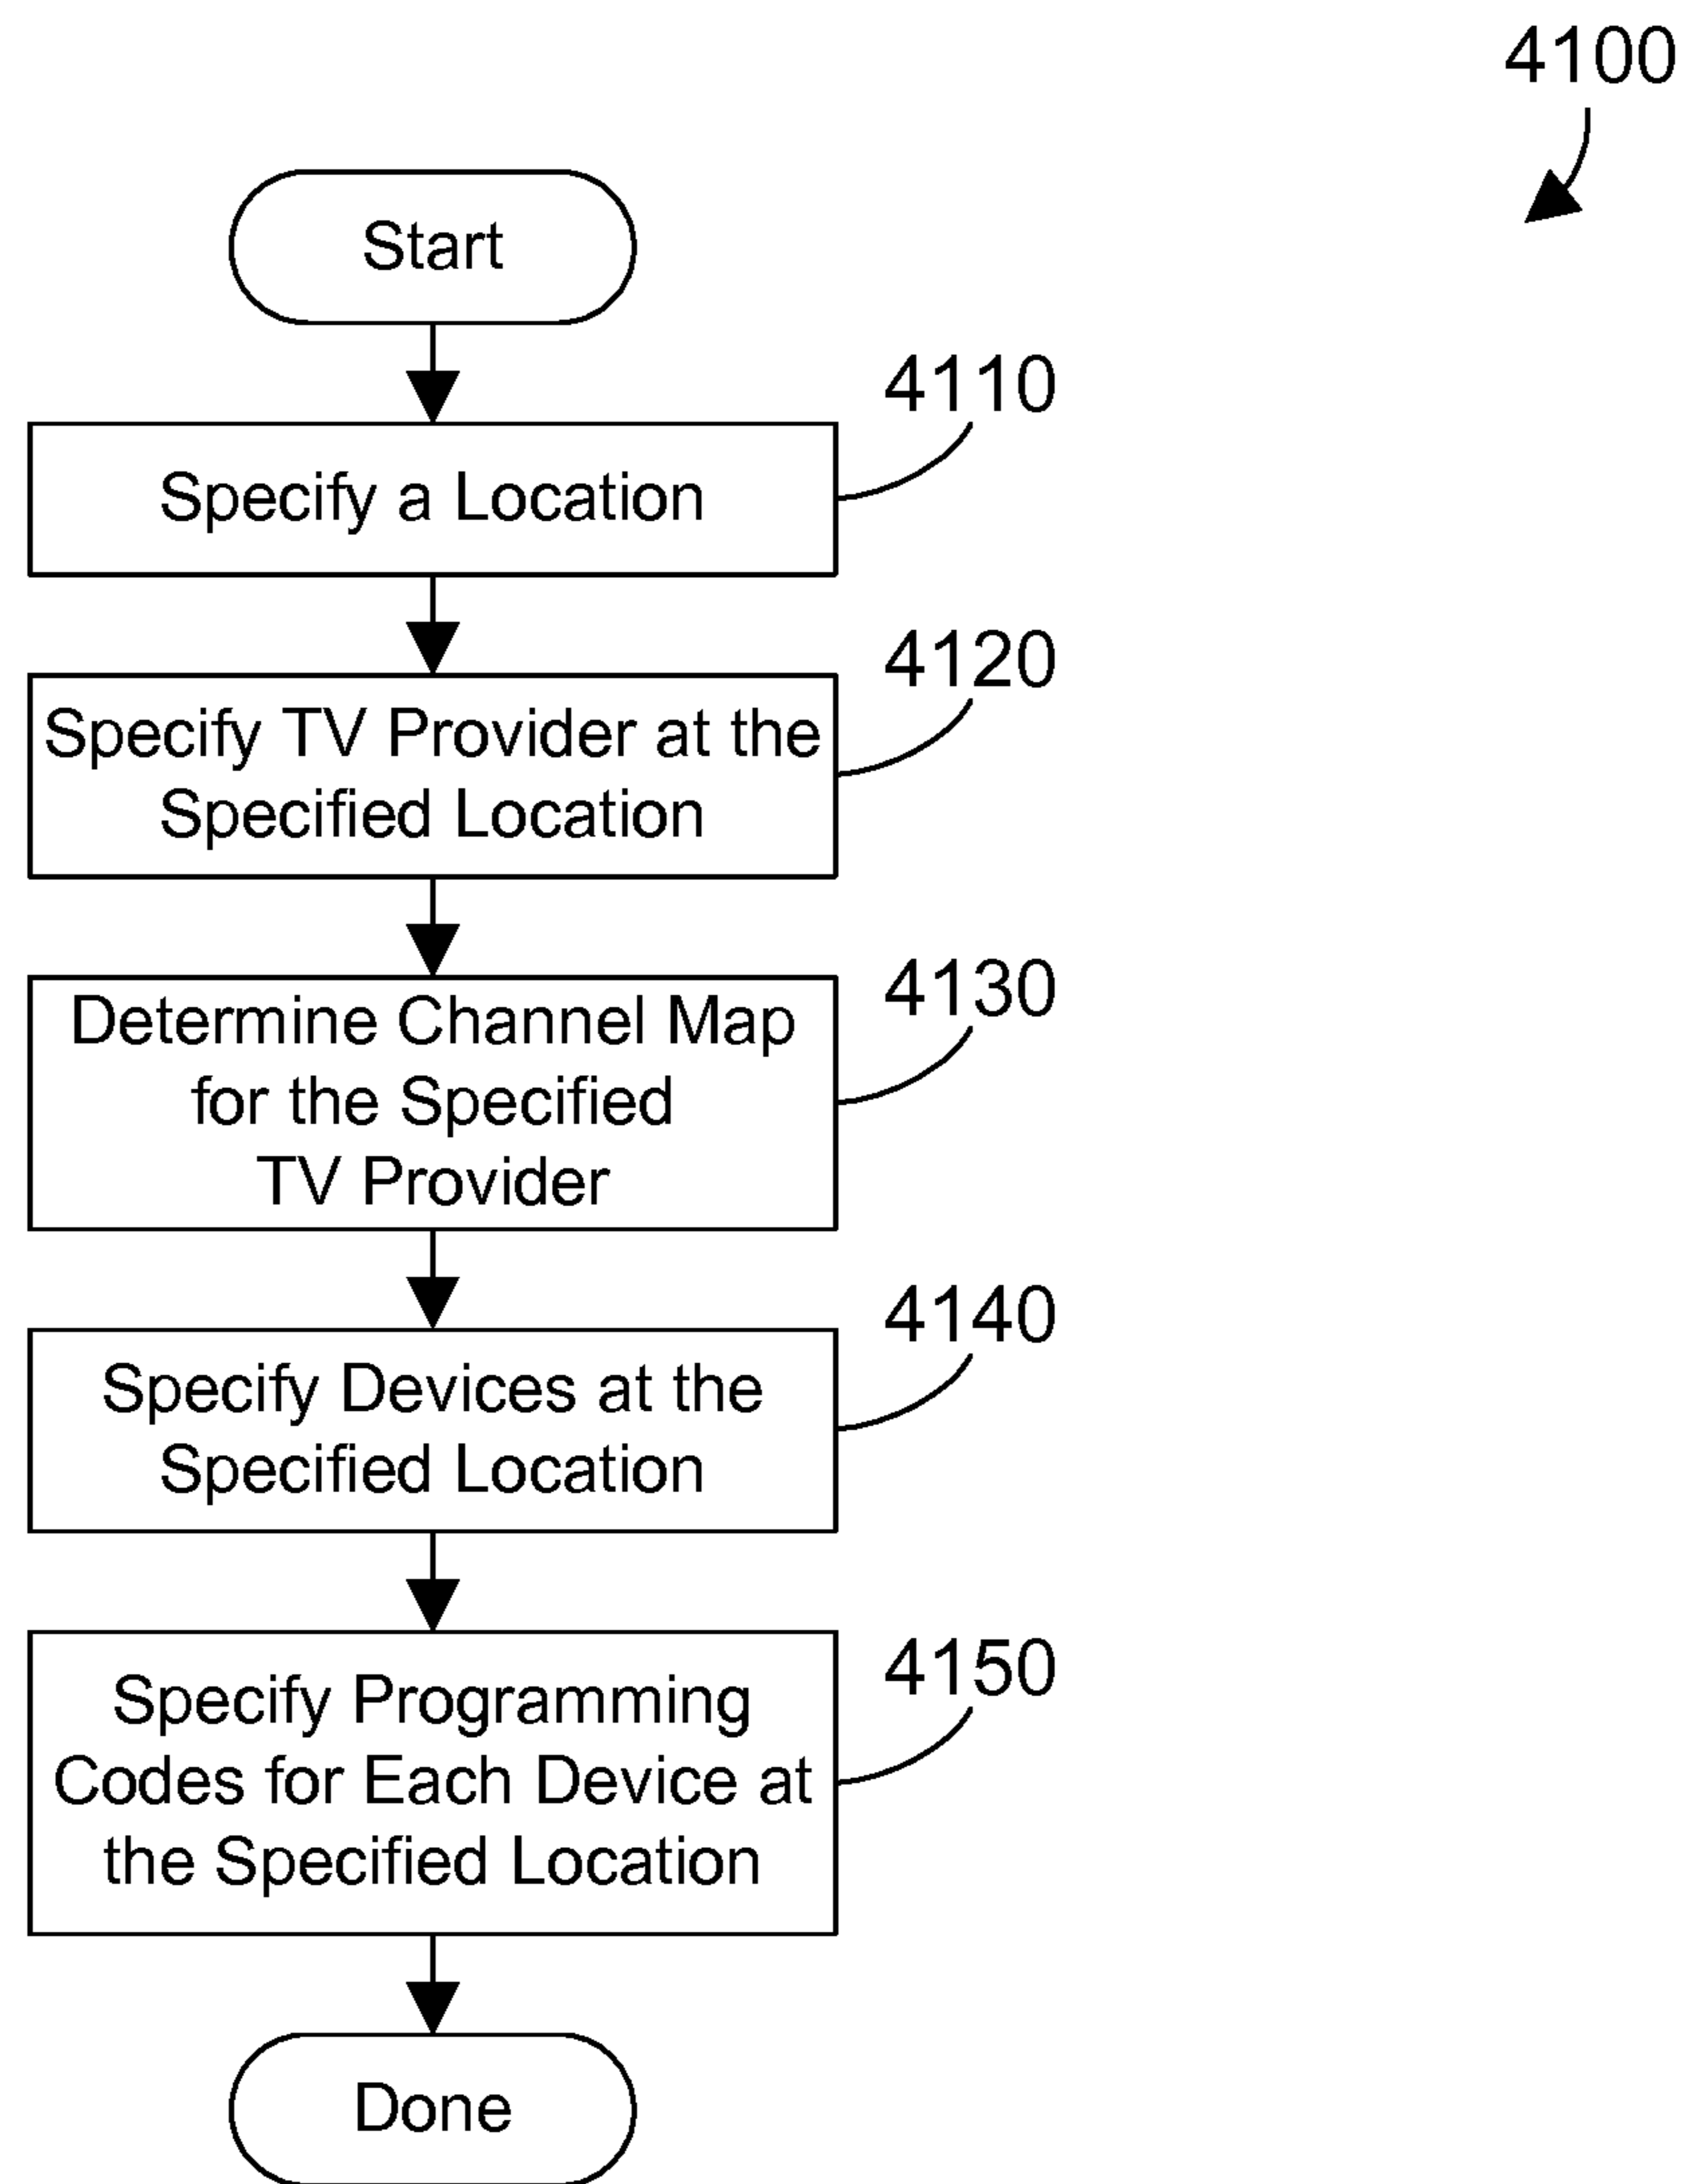 4100
Start
4110
Specify a Location
4120
Specify TV Provider at the
Specified Location
4130
Determine Channel Map
for the Specified
TV Provider
4140
Specify Devices at the
Specified Location
4150
Specify Programming
Codes for Each Device at
the Specified Location
Done